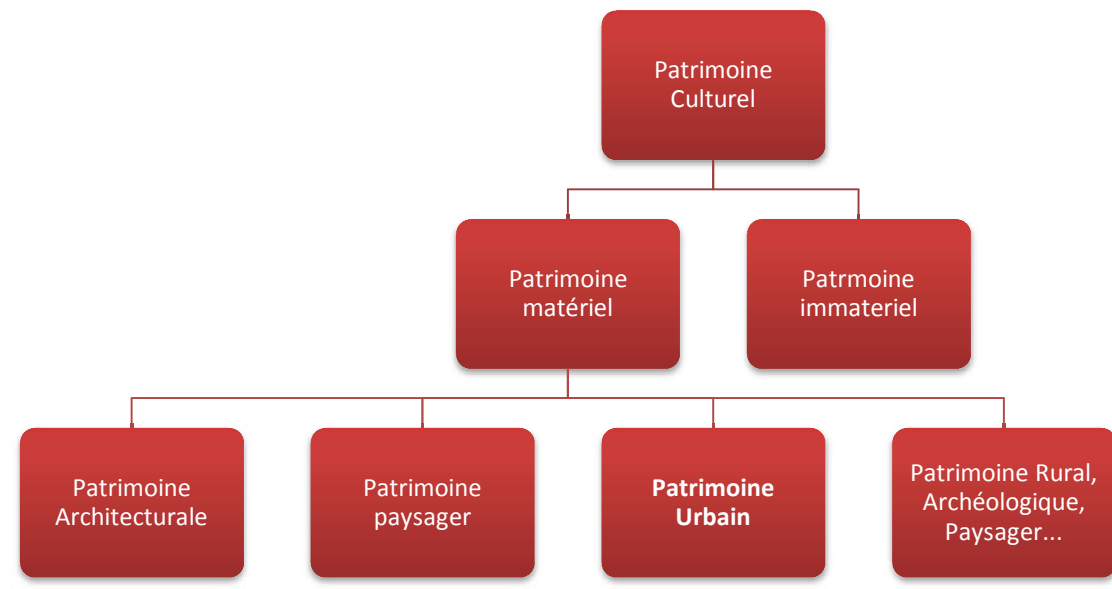 Patrimoine
Culturel
Patrimoine
matériel
Patrmoine
immateriel
Patrimoine
Architecturale
Patrimoine
paysager
Patrimoine
Urbain
Patrimoine Rural,
Archéologique,
Paysager...